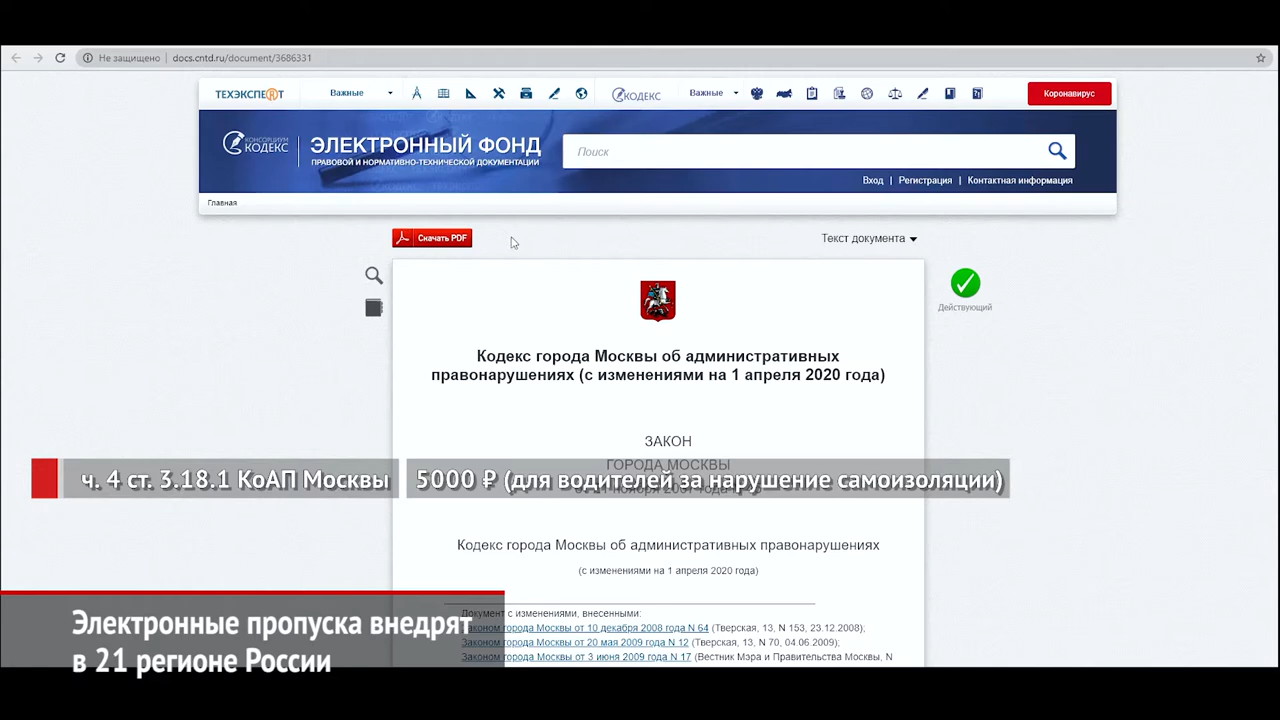 Не защищено | docs.cntd.ru/document/3686331
ТЕХЭКСПЕRТ Важные КОДЕКС Важные Коронавирус
КОНСОРЦИУМ КОДЕКС
ЭЛЕКТРОННЫЙ ФОНД
ПРАВОВОЙ И НОРМАТИВНО-ТЕХНИЧЕСКОЙ ДОКУМЕНТАЦИИ
Поиск
Вход | Регистрация | Контактная информация
Главная
Скачать PDF
Текст документа
Действующий
Кодекс города Москвы об административных
правонарушениях (с изменениями на 1 апреля 2020 года)
ЗАКОН
ГОРОДА МОСКВЫ
ч. 4 ст. 3.18.1 КоАП Москвы 5000 ₽ (для водителей за нарушение самоизоляции)
Кодекс города Москвы об административных правонарушениях
(с изменениями на 1 апреля 2020 года)
Документ с изменениями, внесенными:
Законом города Москвы от 10 декабря 2008 года N 64 (Тверская, 13, N 153, 23.12.2008);
Законом города Москвы от 20 мая 2009 года N 12 (Тверская, 13, N 70, 04.06.2009);
Законом города Москвы от 3 июня 2009 года N 17 (Вестник Мэра и Правительства Москвы, N
Электронные пропуска внедрят
в 21 регионе России